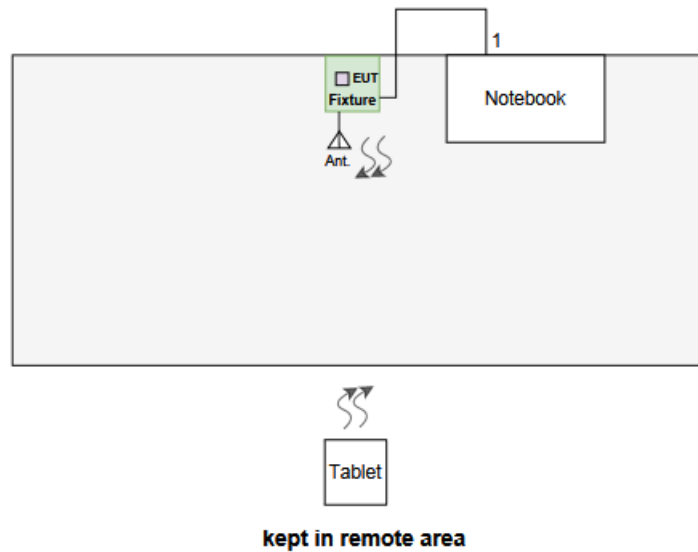 1
EUT
Fixture
Notebook
Ant.
Tablet
kept in remote area